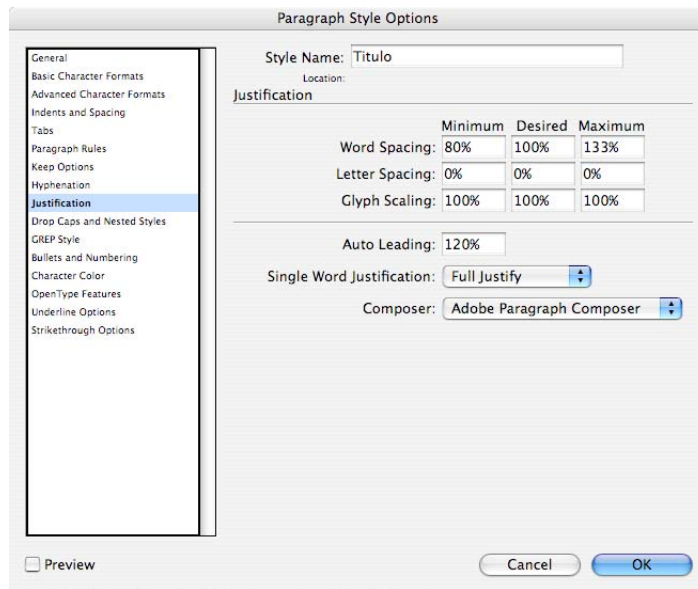 Paragraph Style Options
General
Basic Character Formats
Advanced Character Formats
Indents and Spacing
Tabs
Paragraph Rules
Keep Options
Hyphenation
Justification
Drop Caps and Nested Styles
GREP Style
Bullets and Numbering
Character Color
OpenType Features
Underline Options
Strikethrough Options
Style Name: Titulo
Location:
Justification
Minimum Desired Maximum
Word Spacing: 80% 100% 133%
Letter Spacing: 0% 0% 0%
Glyph Scaling: 100% 100% 100%
Auto Leading: 120%
Single Word Justification: Full Justify
Composer: Adobe Paragraph Composer
Preview
Cancel
OK